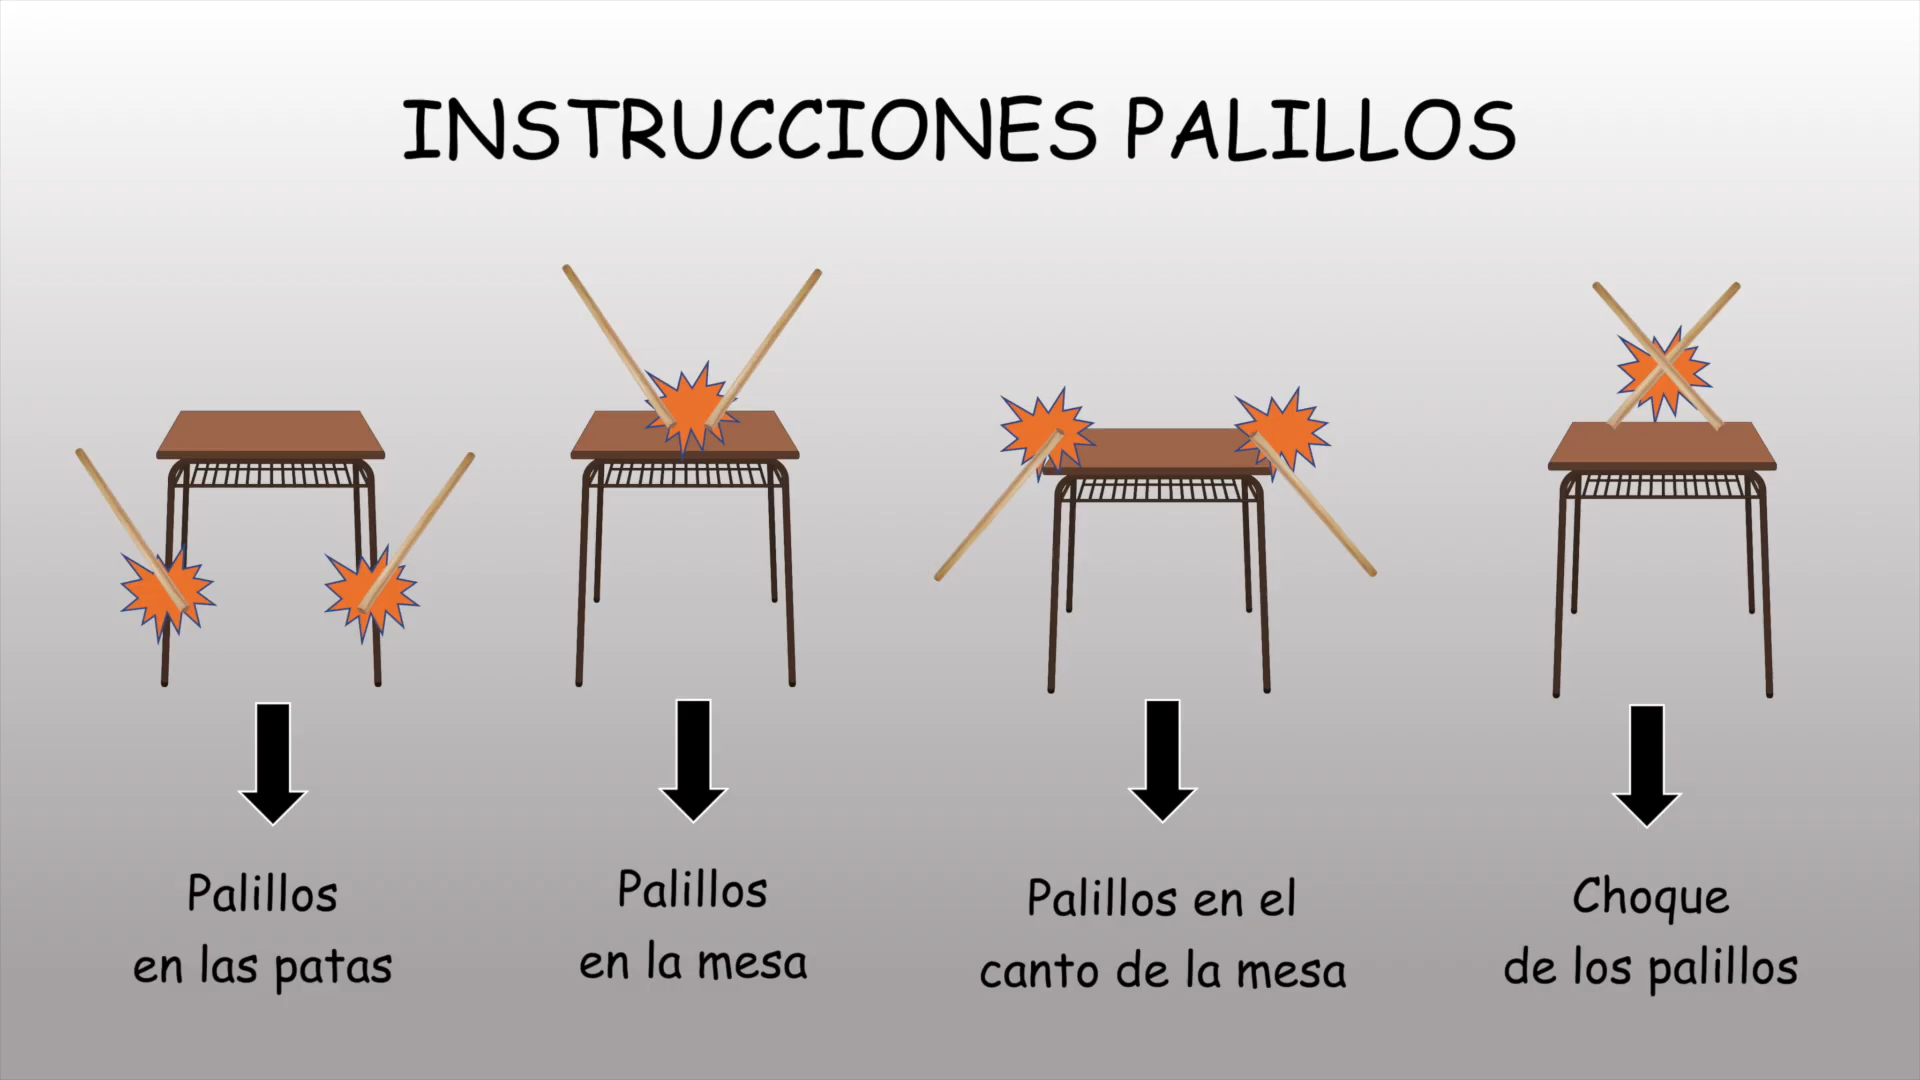 INSTRUCCIONES PALILLOS
Palillos
en las patas
Palillos
en la mesa
Palillos en el
canto de la mesa
Choque
de los palillos